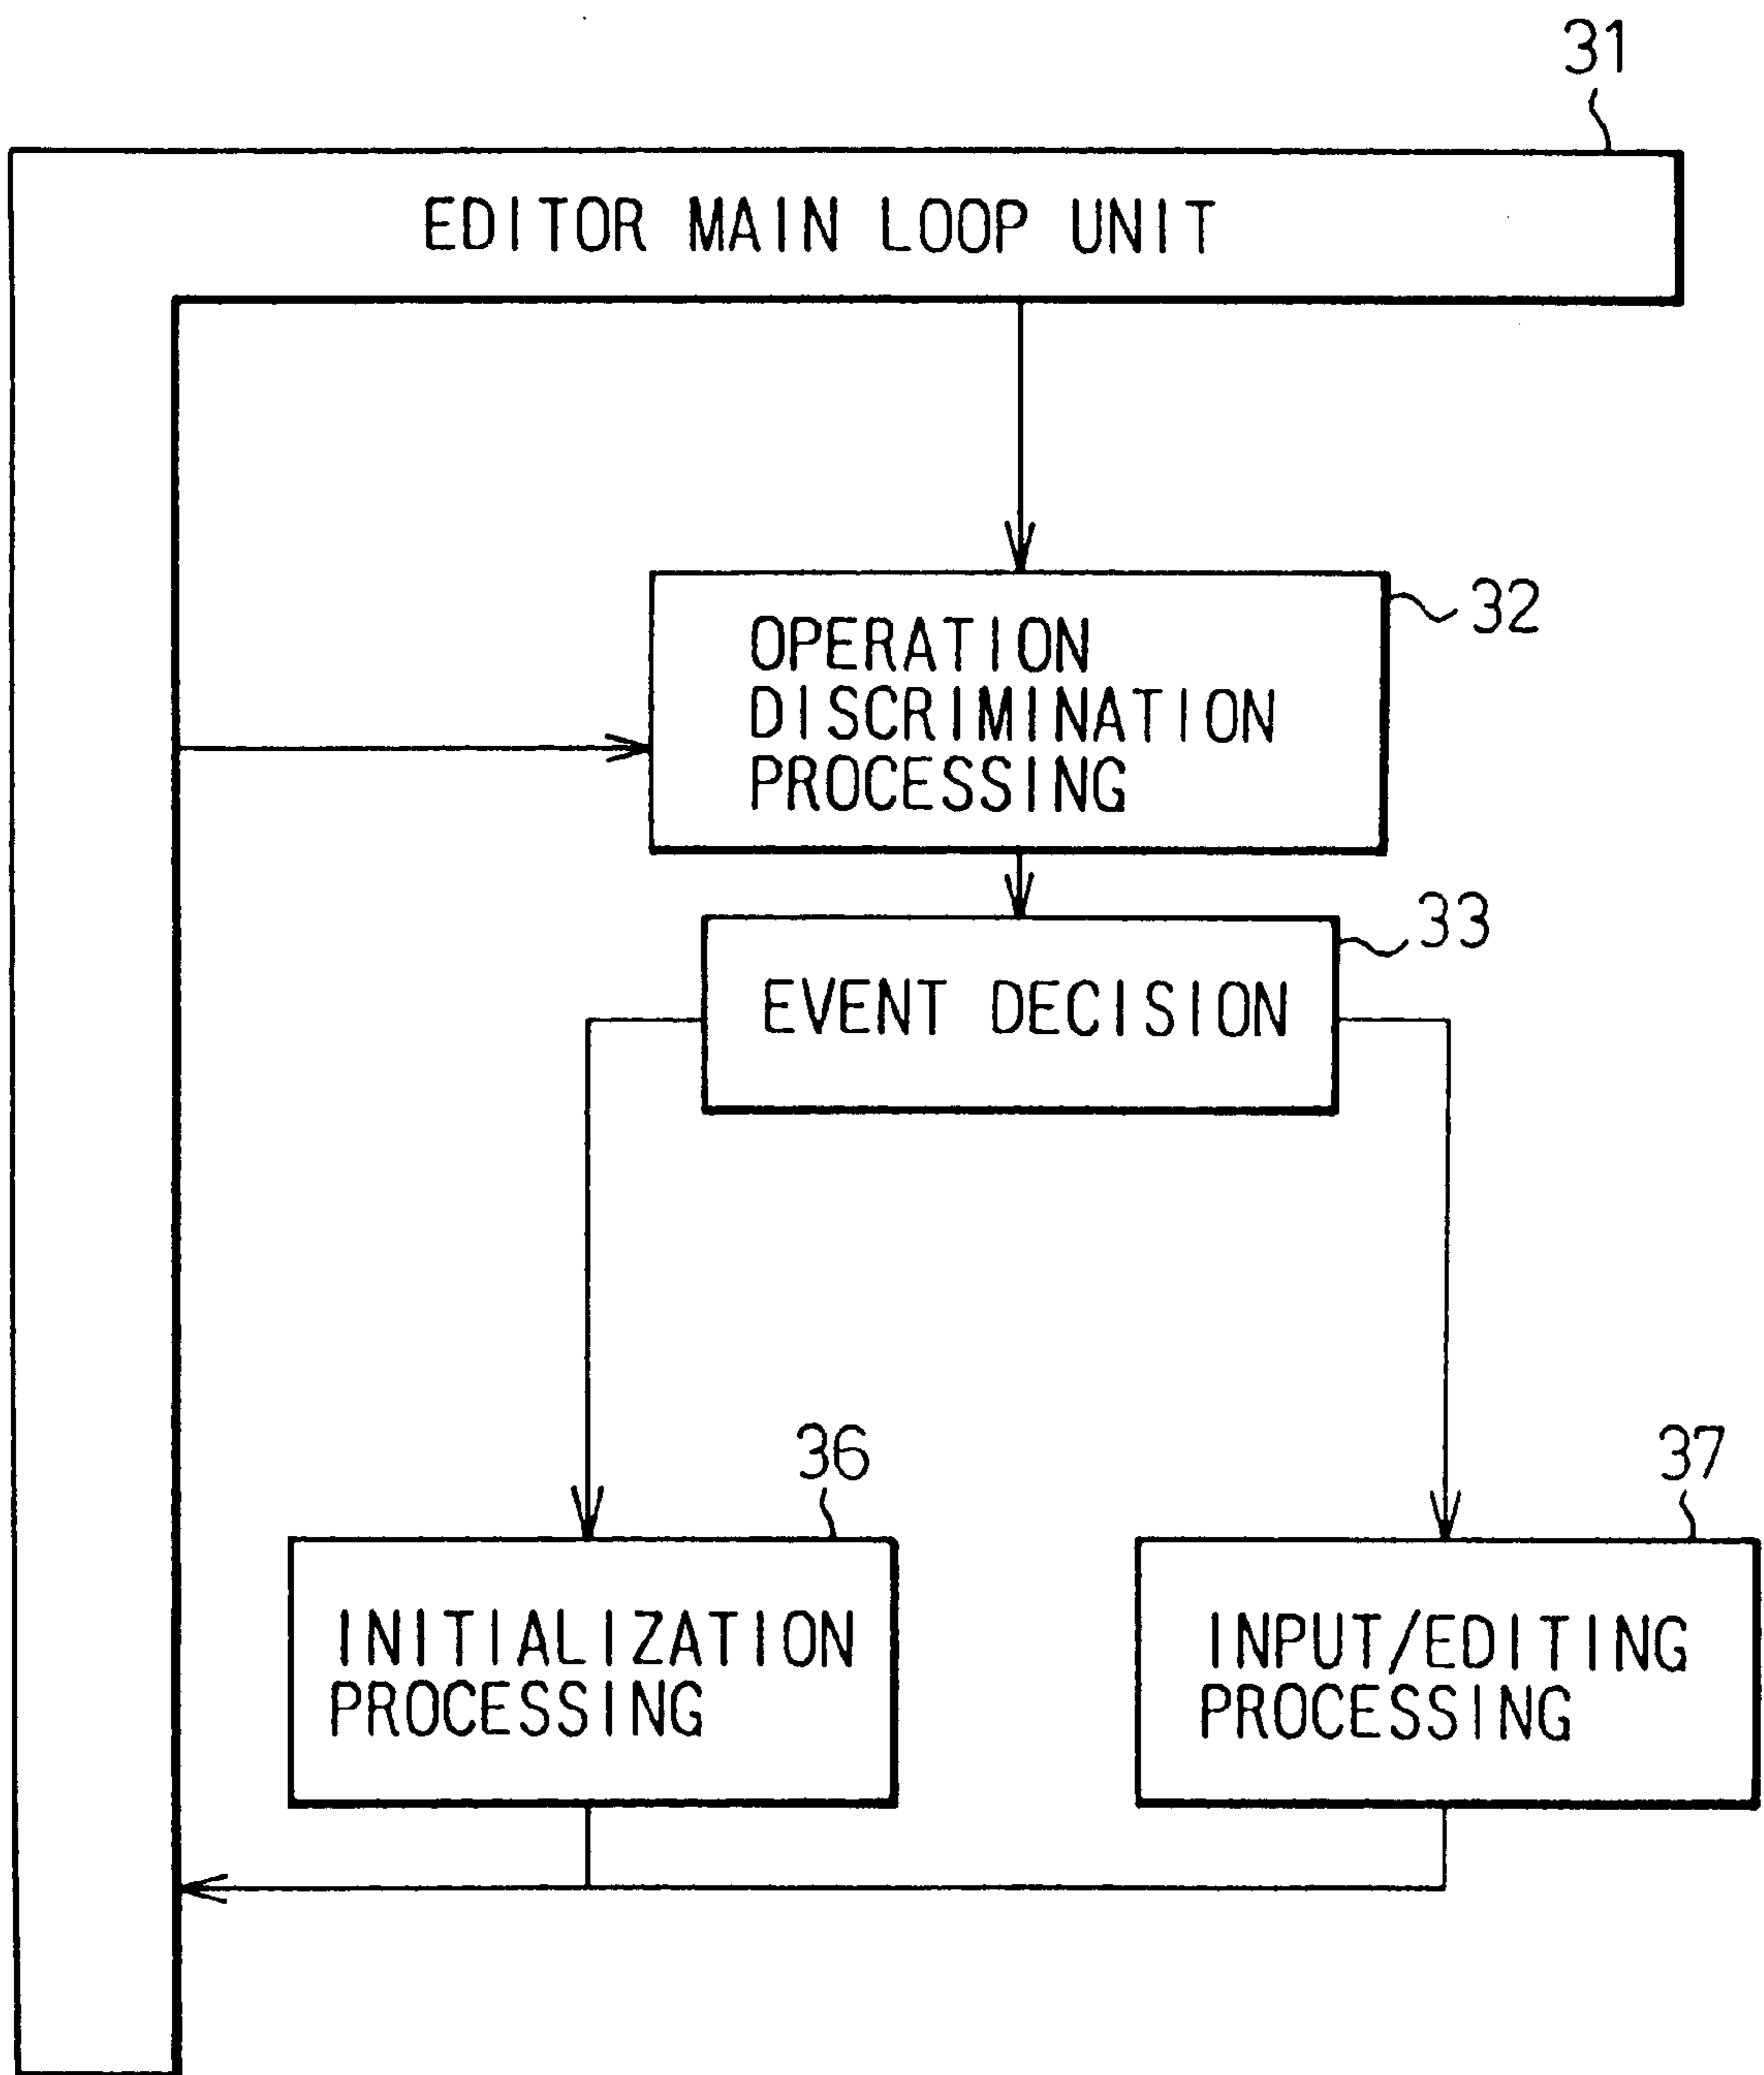 31
EDITOR MAIN LOOP UNIT
32
OPERATION
DISCRIMINATION
PROCESSING
33
EVENT DECISION
36
37
INITIALIZATION
PROCESSING
INPUT/EDITING
PROCESSING